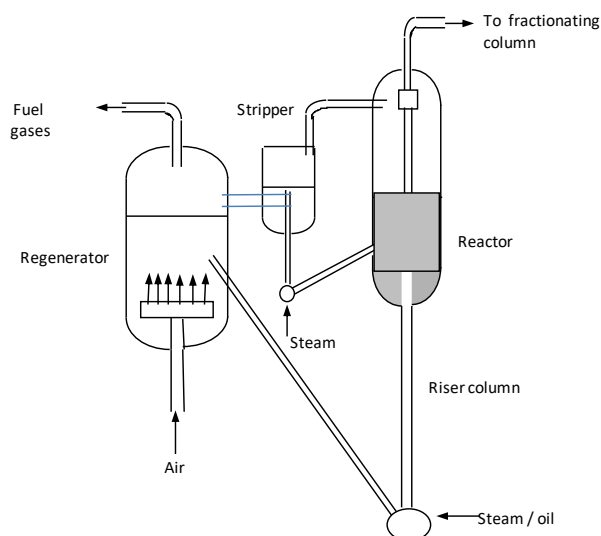 To fractionating
column
Fuel
gases
Stripper
Regenerator
Reactor
Steam
Riser column
Air
Steam / oil